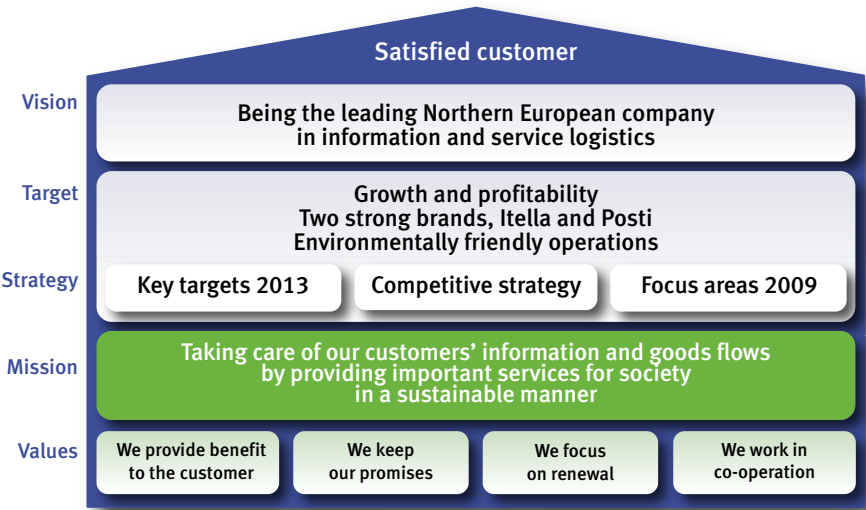 Satisfied customer
Vision
Being the leading Northern European company
in information and service logistics
Target
Growth and profitability
Two strong brands, Itella and Posti
Environmentally friendly operations
Strategy
Key targets 2013
Competitive strategy
Focus areas 2009
Mission
Taking care of our customers’ information and goods flows
by providing important services for society
in a sustainable manner
Values
We provide benefit
to the customer
We keep
our promises
We focus
on renewal
We work in
co-operation